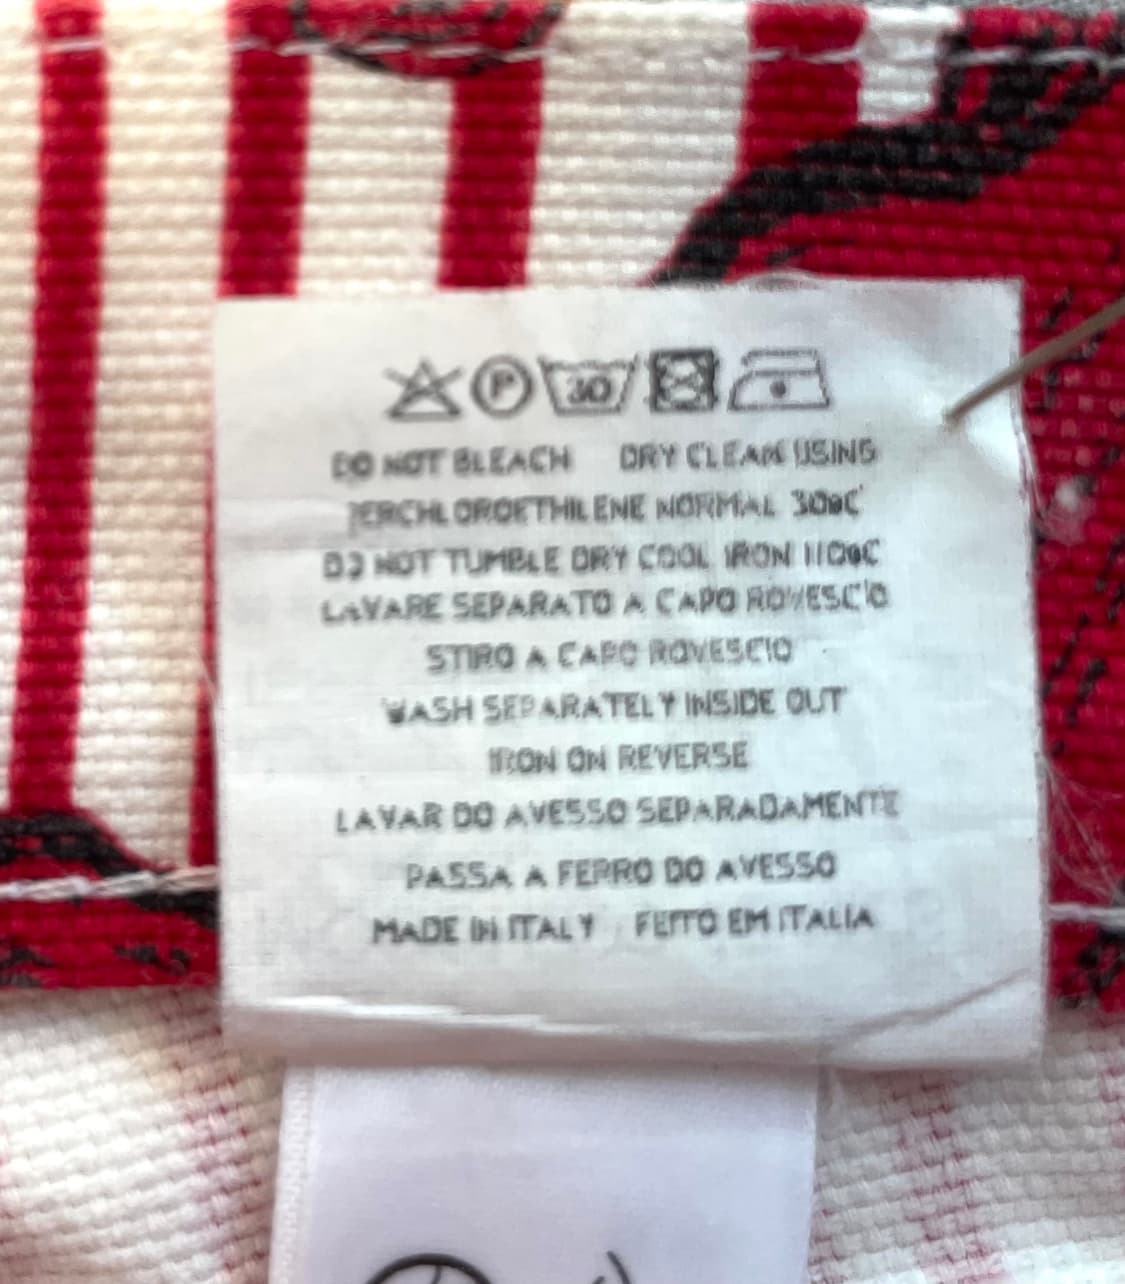 P 30
DO NOT BLEACH DRY CLEAN USING
PERCHLOROETHILENE NORMAL 30ºC
DO NOT TUMBLE DRY COOL IRON 110ºC
LAVARE SEPARATO A CAPO ROVESCIO
STIRO A CAPO ROVESCIO
WASH SEPARATELY INSIDE OUT
IRON ON REVERSE
LAVAR DO AVESSO SEPARADAMENTE
PASSA A FERRO DO AVESSO
MADE IN ITALY FEITO EM ITALIA